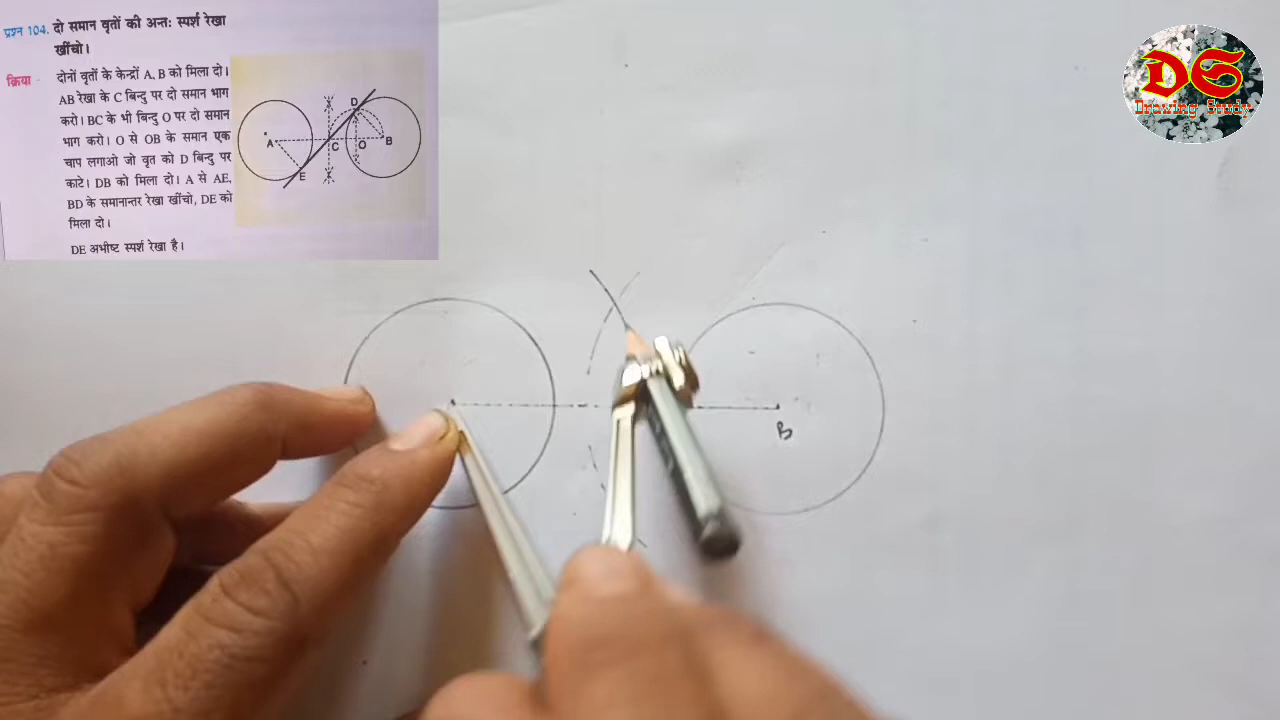 प्रश्न 104. दो समान वृतों की अन्तः स्पर्श रेखा
खींचो।
क्रिया - दोनों वृतों के केन्द्रों A, B को मिला दो।
AB रेखा के C बिन्दु पर दो समान भाग
करो। BC के भी बिन्दु O पर दो समान
भाग करो। O से OB के समान एक
चाप लगाओ जो वृत को D बिन्दु पर
काटे। DB को मिला दो। A से AE,
BD के समानान्तर रेखा खींचो, DE को
मिला दो।
DE अभीष्ट स्पर्श रेखा है।
D
A
C
O
B
E
DS
Drawing Study
B